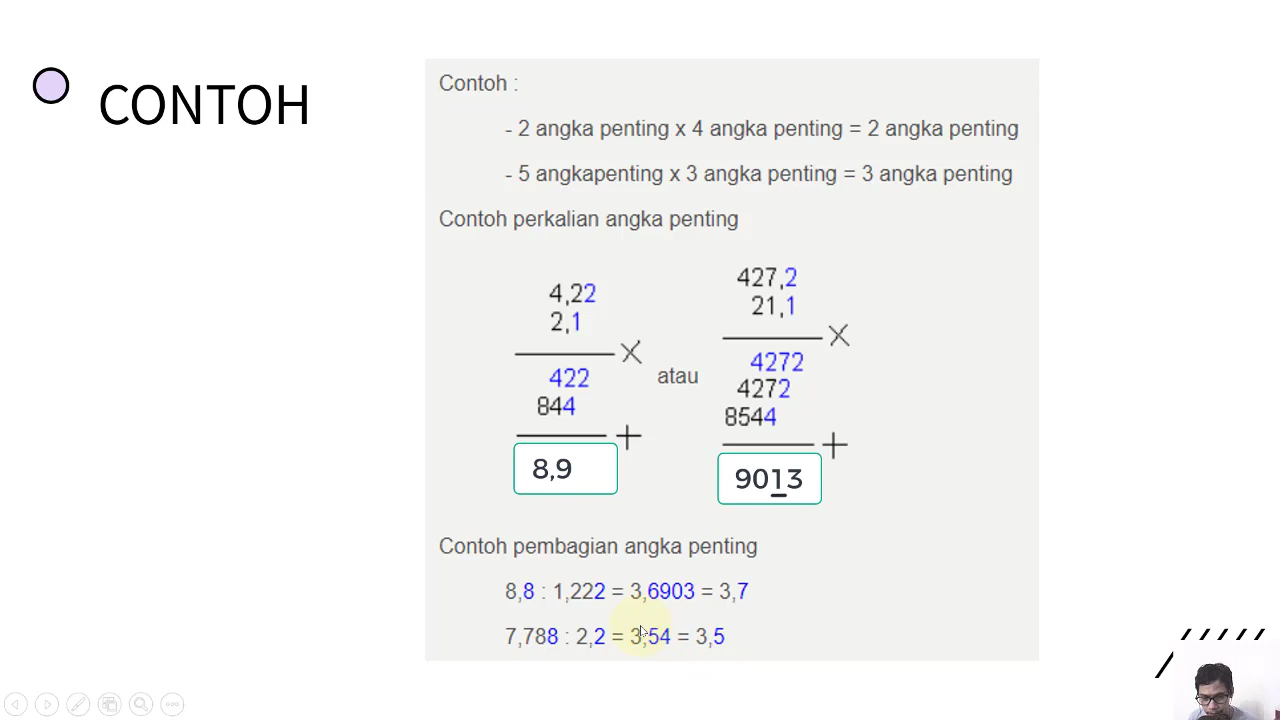 CONTOH
Contoh :
- 2 angka penting x 4 angka penting = 2 angka penting
- 5 angkapenting x 3 angka penting = 3 angka penting
Contoh perkalian angka penting
4,22
2,1
×
422
844
+
8,9
atau
427,2
21,1
×
4272
4272
8544
+
9013
Contoh pembagian angka penting
8,8 : 1,222 = 3,6903 = 3,7
7,788 : 2,2 = 3,54 = 3,5